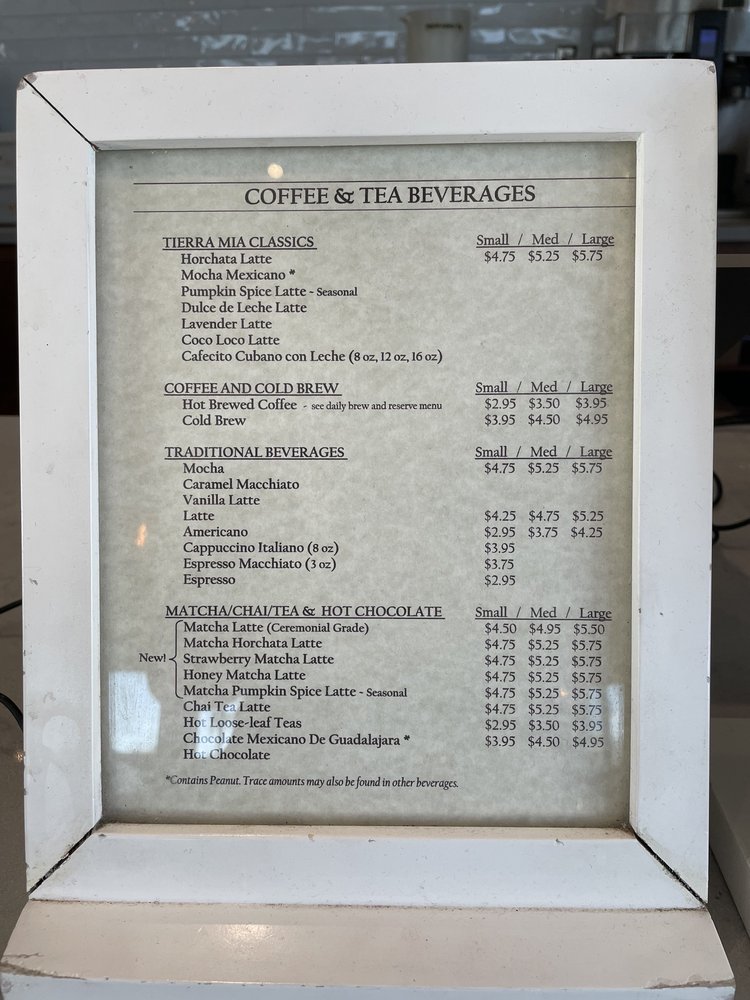 COFFEE & TEA BEVERAGES
TIERRA MIA CLASSICS Small / Med / Large
Horchata Latte $4.75 $5.25 $5.75
Mocha Mexicano *
Pumpkin Spice Latte - Seasonal
Dulce de Leche Latte
Lavender Latte
Coco Loco Latte
Cafecito Cubano con Leche (8 oz, 12 oz, 16 oz)
COFFEE AND COLD BREW Small / Med / Large
Hot Brewed Coffee - see daily brew and reserve menu $2.95 $3.50 $3.95
Cold Brew $3.95 $4.50 $4.95
TRADITIONAL BEVERAGES Small / Med / Large
Mocha $4.75 $5.25 $5.75
Caramel Macchiato
Vanilla Latte
Latte $4.25 $4.75 $5.25
Americano $2.95 $3.75 $4.25
Cappuccino Italiano (8 oz) $3.95
Espresso Macchiato (3 oz) $3.75
Espresso $2.95
MATCHA/CHAI/TEA & HOT CHOCOLATE Small / Med / Large
Matcha Latte (Ceremonial Grade) $4.50 $4.95 $5.50
Matcha Horchata Latte $4.75 $5.25 $5.75
New! Strawberry Matcha Latte $4.75 $5.25 $5.75
Honey Matcha Latte $4.75 $5.25 $5.75
Matcha Pumpkin Spice Latte - Seasonal $4.75 $5.25 $5.75
Chai Tea Latte $4.75 $5.25 $5.75
Hot Loose-leaf Teas $2.95 $3.50 $3.95
Chocolate Mexicano De Guadalajara * $3.95 $4.50 $4.95
Hot Chocolate
*Contains Peanut. Trace amounts may also be found in other beverages.